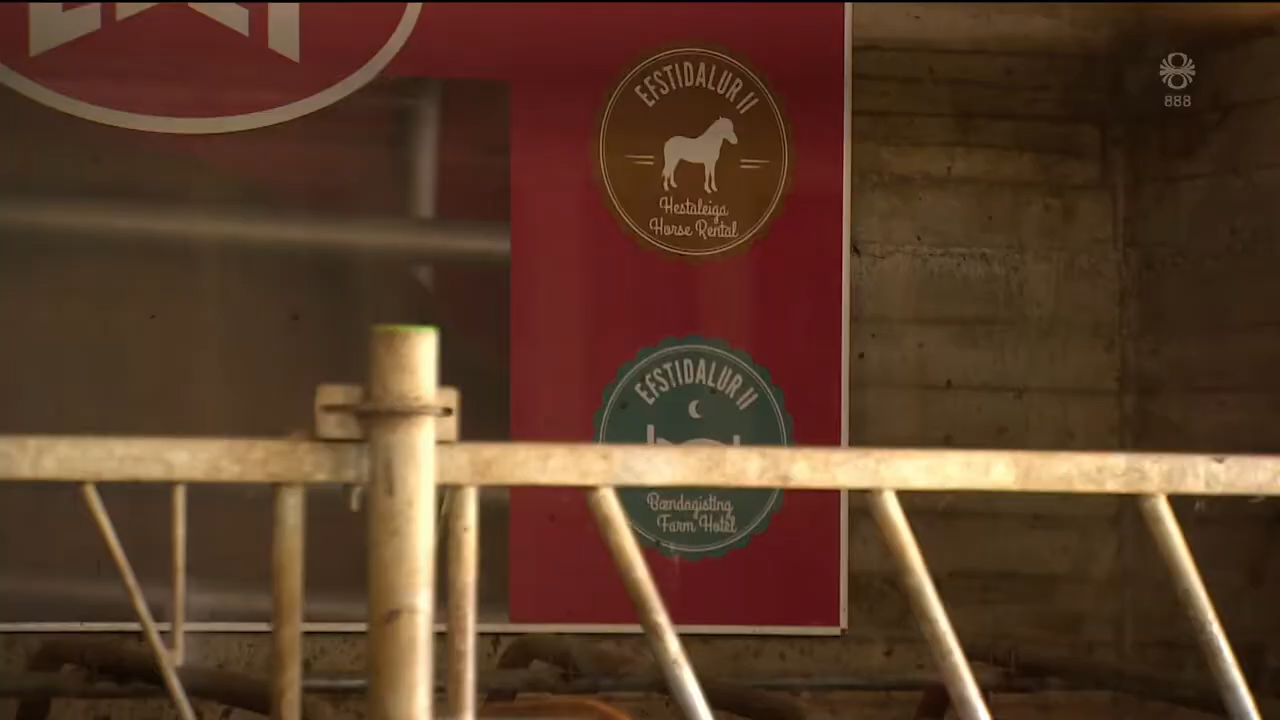 888
EFSTIDALUR II
Hestaleiga
Horse Rental
EFSTIDALUR II
Bændagisting
Farm Hotel